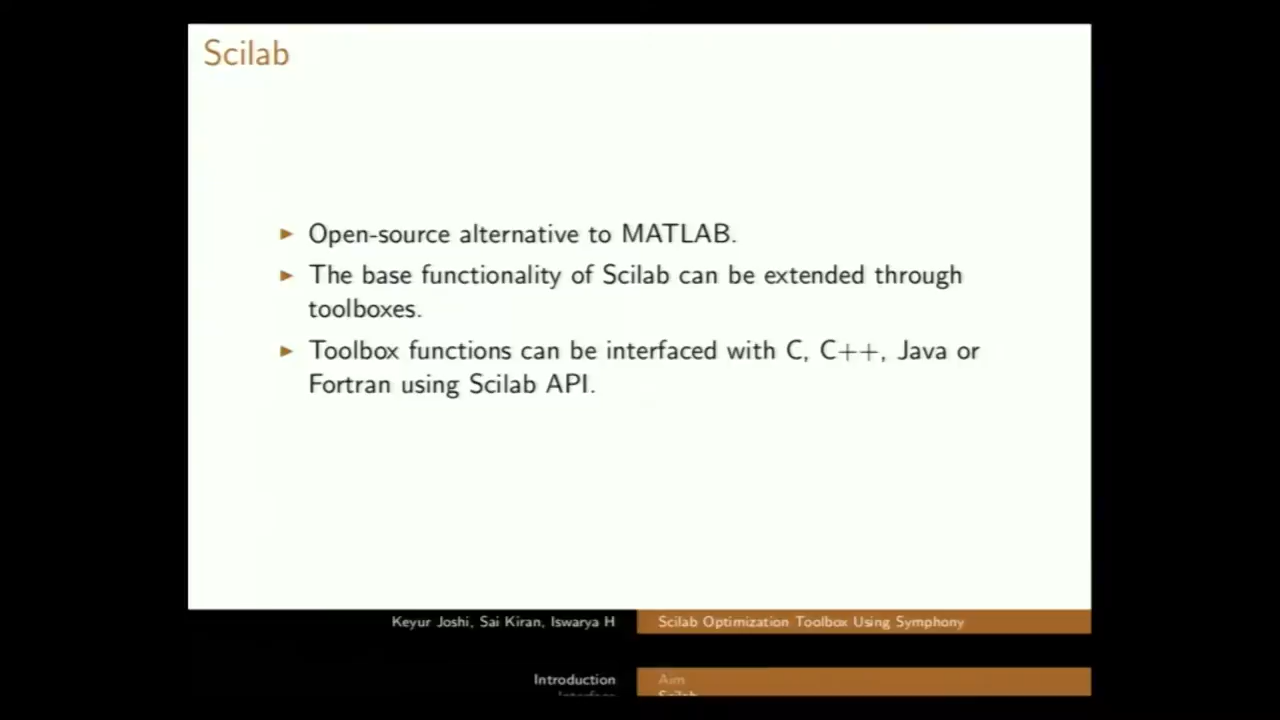 Scilab
Open-source alternative to MATLAB.
The base functionality of Scilab can be extended through
toolboxes.
Toolbox functions can be interfaced with C, C++, Java or
Fortran using Scilab API.
Keyur Joshi, Sai Kiran, Iswarya H
Scilab Optimization Toolbox Using Symphony
Introduction
Aim
Interface
Scilab